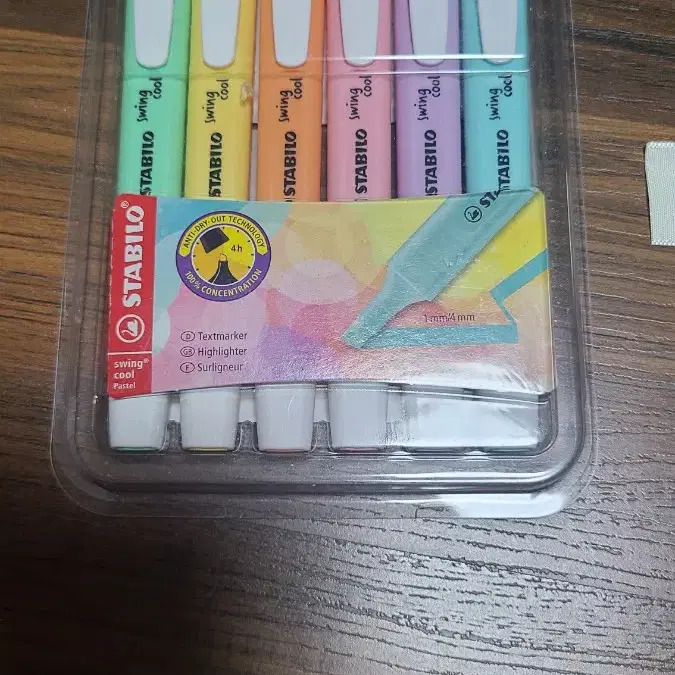 swing cool
STABILO
swing cool
STABILO
swing cool
STABILO
swing cool
STABILO
swing cool
STABILO
swing cool
STABILO
STABILO®
ANTI-DRY-OUT TECHNOLOGY
4h
100% CONCENTRATION
1 mm/4 mm
D Textmarker
GB Highlighter
F Surligneur
swing®
cool
Pastel